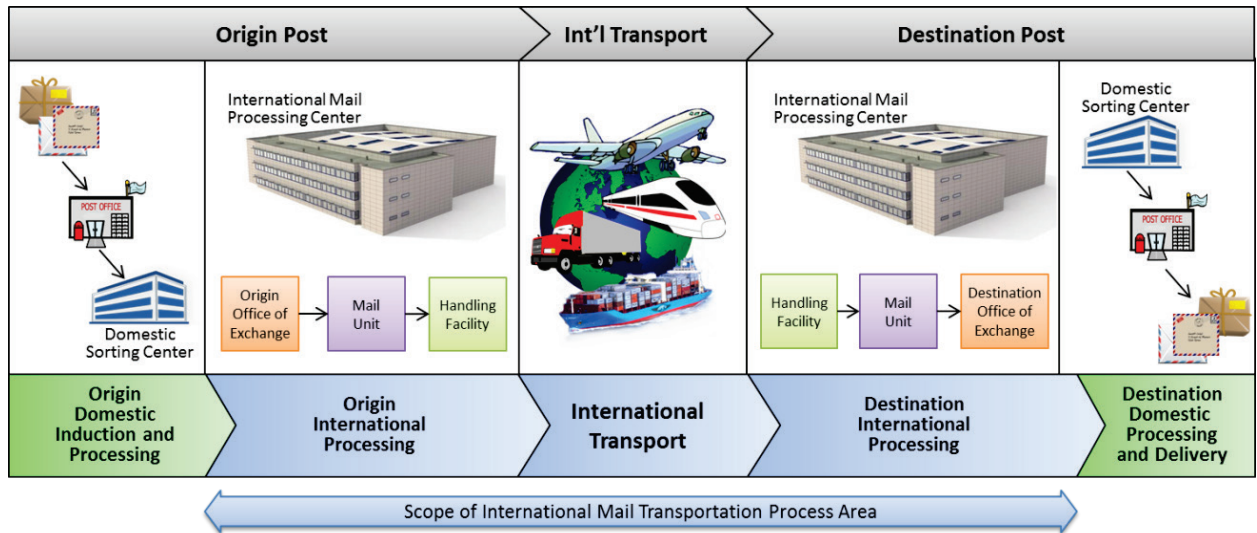 Origin Post
Int'l Transport
Destination Post
International Mail
Processing Center
POST OFFICE
Domestic
Sorting Center
Origin
Office of
Exchange
Mail
Unit
Handling
Facility
International Mail
Processing Center
Handling
Facility
Mail
Unit
Destination
Office of
Exchange
Domestic
Sorting Center
POST OFFICE
Origin
Domestic
Induction and
Processing
Origin
International
Processing
International
Transport
Destination
International
Processing
Destination
Domestic
Processing
and Delivery
Scope of International Mail Transportation Process Area